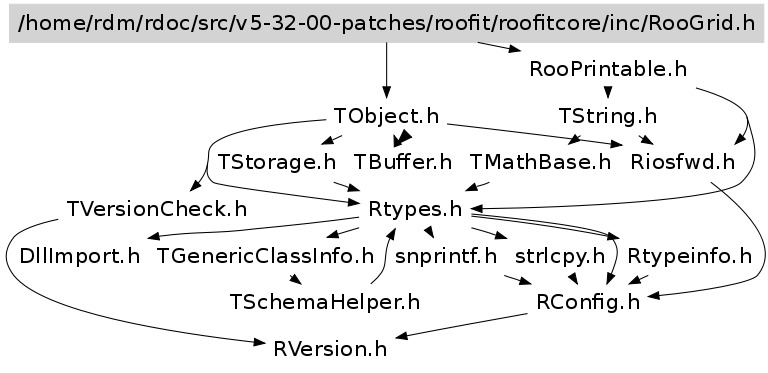 /home/rdm/rdoc/src/v5-32-00-patches/roofit/roofitcore/inc/RooGrid.h
RooPrintable.h
TObject.h
TString.h
TStorage.h
TBuffer.h
TMathBase.h
Riosfwd.h
TVersionCheck.h
Rtypes.h
DllImport.h
TGenericClassInfo.h
snprintf.h
strlcpy.h
Rtypeinfo.h
TSchemaHelper.h
RConfig.h
RVersion.h